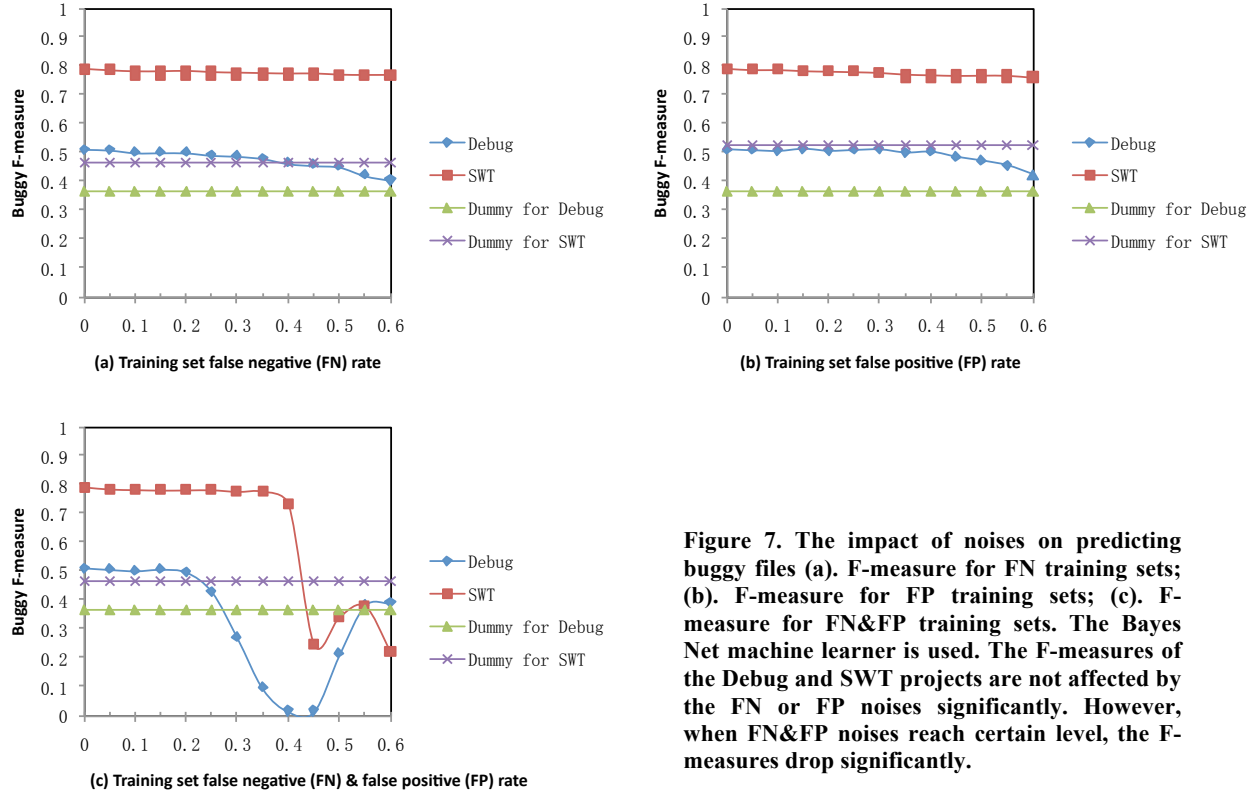 1
0.9
0.8
0.7
0.6
0.5
0.4
0.3
0.2
0.1
0
Buggy F-measure
0 0.1 0.2 0.3 0.4 0.5 0.6
(a) Training set false negative (FN) rate
Debug
SWT
Dummy for Debug
Dummy for SWT
1
0.9
0.8
0.7
0.6
0.5
0.4
0.3
0.2
0.1
0
Buggy F-measure
0 0.1 0.2 0.3 0.4 0.5 0.6
(b) Training set false positive (FP) rate
Debug
SWT
Dummy for Debug
Dummy for SWT
1
0.9
0.8
0.7
0.6
0.5
0.4
0.3
0.2
0.1
0
Buggy F-measure
0 0.1 0.2 0.3 0.4 0.5 0.6
(c) Training set false negative (FN) & false positive (FP) rate
Debug
SWT
Dummy for Debug
Dummy for SWT
Figure 7. The impact of noises on predicting
buggy files (a). F-measure for FN training sets;
(b). F-measure for FP training sets; (c). F-
measure for FN&FP training sets. The Bayes
Net machine learner is used. The F-measures of
the Debug and SWT projects are not affected by
the FN or FP noises significantly. However,
when FN&FP noises reach certain level, the F-
measures drop significantly.